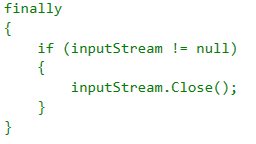 finally
{
    if (inputStream != null)
    {
        inputStream.Close();
    }
}